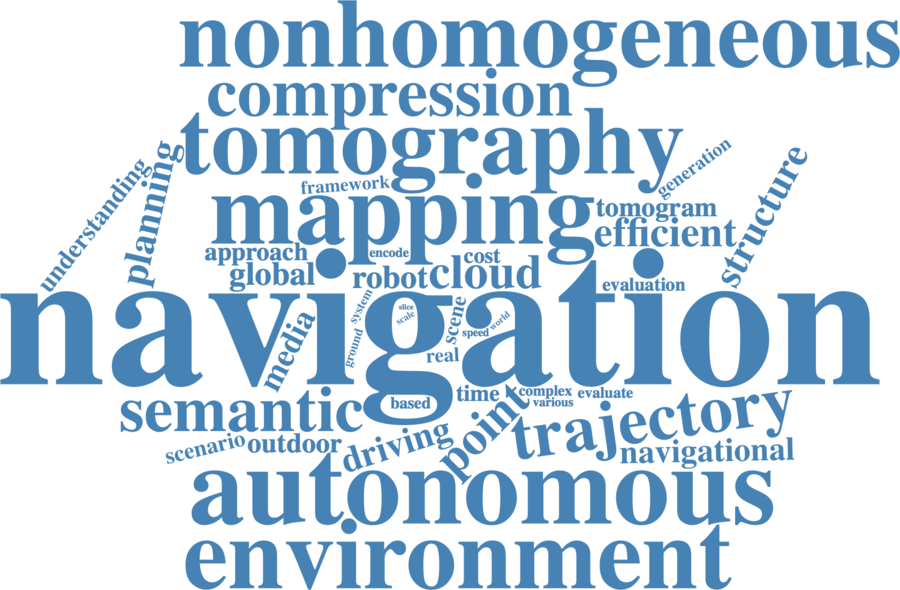 nonhomogeneous
compression
tomography
understanding
planning
framework
generation
structure
mapping
tomogram
efficient
approach
encode
cost
global
robot
cloud
evaluation
navigation
system
slice
scale
scene
speed
world
media
ground
real
semantic
based
time
complex
evaluate
various
point
trajectory
scenario
outdoor
driving
navigational
autonomous
environment